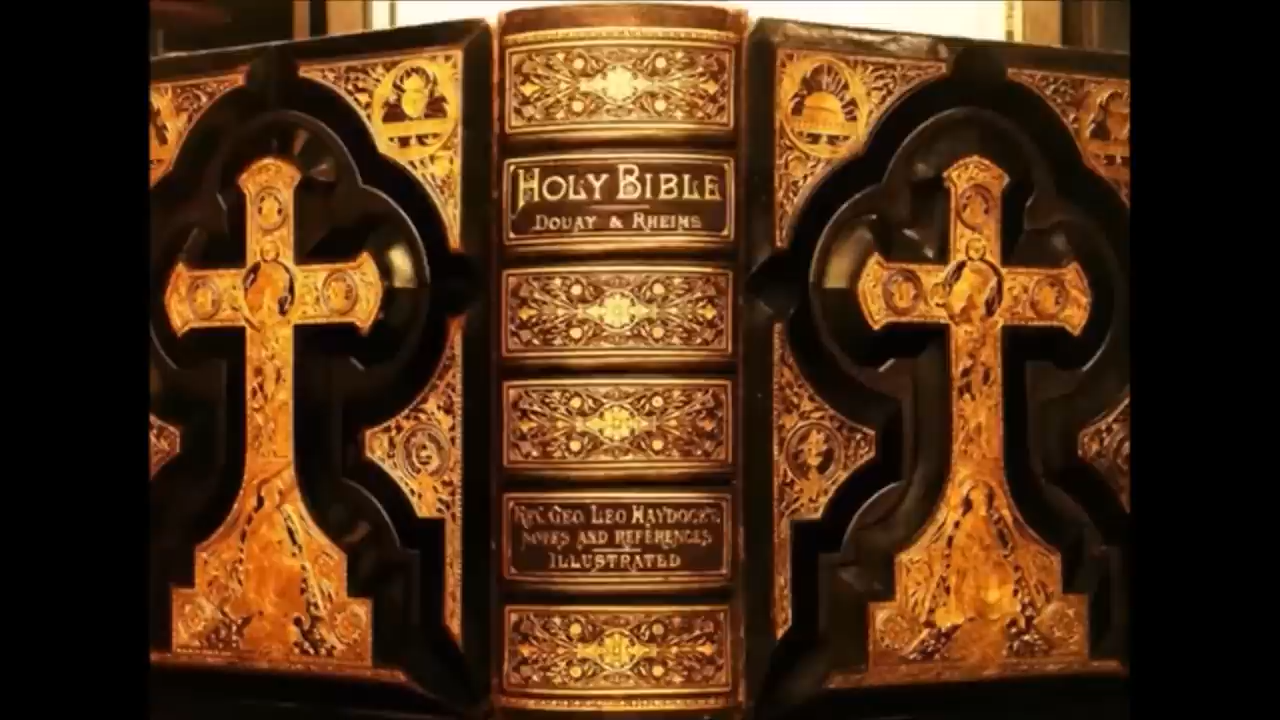 HOLY BIBLE
DOUAY & RHEIMS
REV. GEO. LEO HAYDOCK'S
NOTES AND REFERENCES
ILLUSTRATED